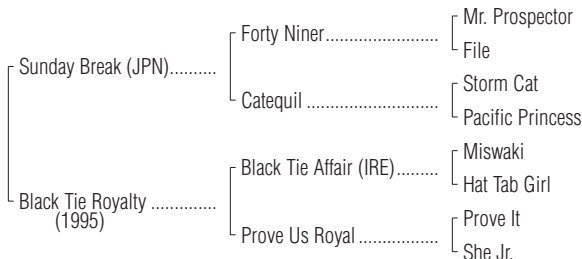 Mr. Prospector
Forty Niner
File
Sunday Break (JPN)
Storm Cat
Catequil
Pacific Princess
Miswaki
Black Tie Affair (IRE)
Hat Tab Girl
Black Tie Royalty
(1995)
Prove It
Prove Us Royal
She Jr.